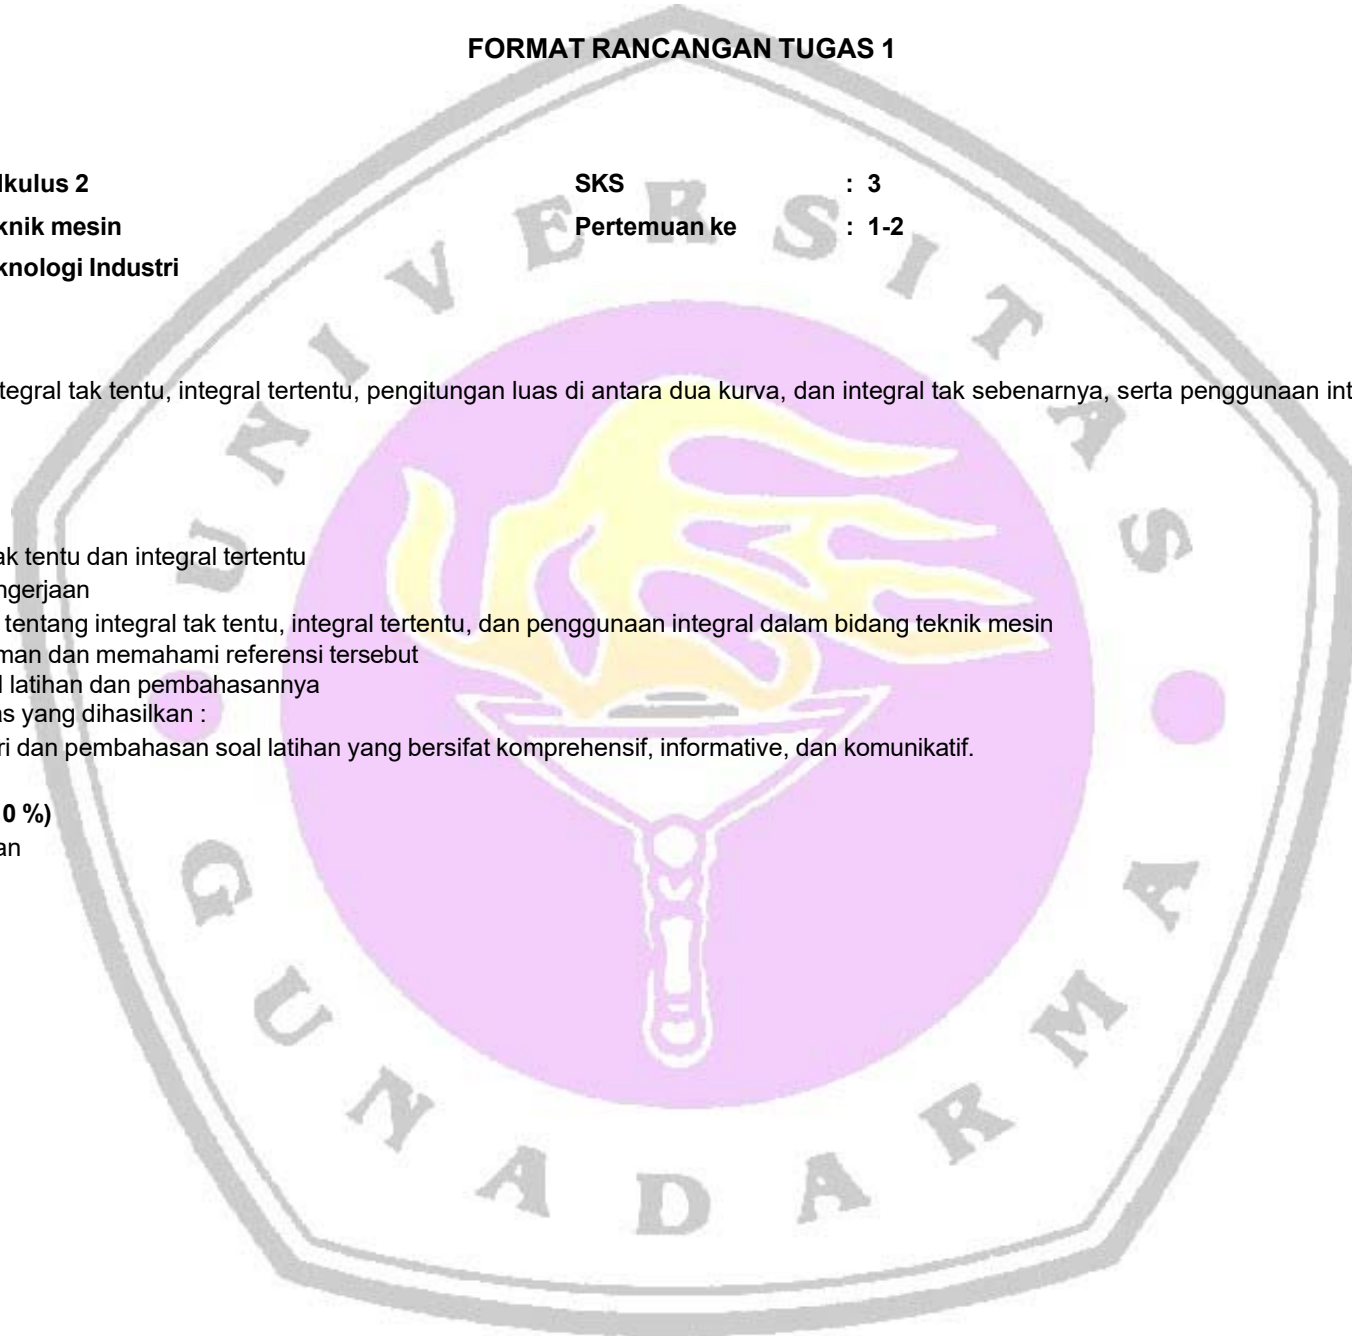 FORMAT RANCANGAN TUGAS 1
lkulus 2 SKS : 3
knik mesin Pertemuan ke : 1-2
knologi Industri
tegral tak tentu, integral tertentu, pengitungan luas di antara dua kurva, dan integral tak sebenarnya, serta penggunaan int
ak tentu dan integral tertentu
ngerjaan
tentang integral tak tentu, integral tertentu, dan penggunaan integral dalam bidang teknik mesin
man dan memahami referensi tersebut
l latihan dan pembahasannya
as yang dihasilkan :
ri dan pembahasan soal latihan yang bersifat komprehensif, informative, dan komunikatif.
0 %)
an
UNIVERSITAS
GUNADARMA